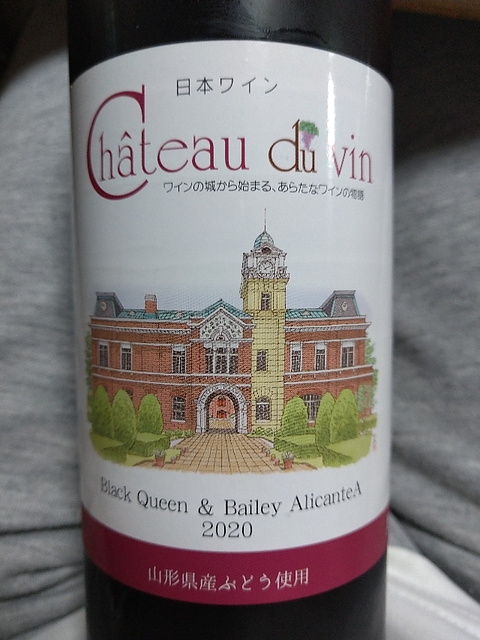 日本ワイン
Château du vin
ワインの城から始まる、あらたなワインの物語
Black Queen & Bailey AlicanteA
2020
山形県産ぶどう使用